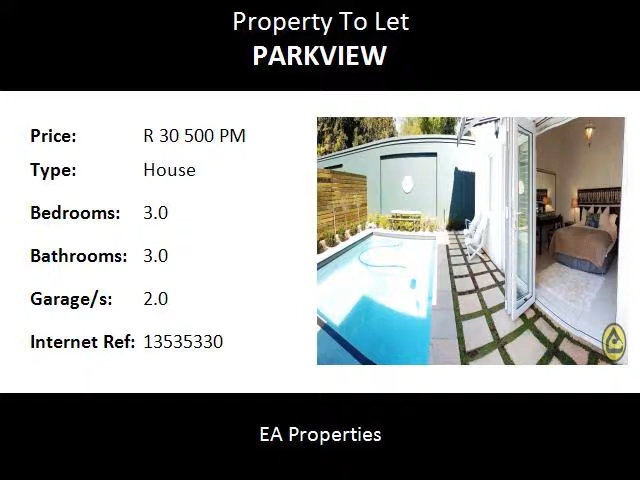 Property To Let
PARKVIEW
Price: R 30 500 PM
Type: House
Bedrooms: 3.0
Bathrooms: 3.0
Garage/s: 2.0
Internet Ref: 13535330
EA Properties